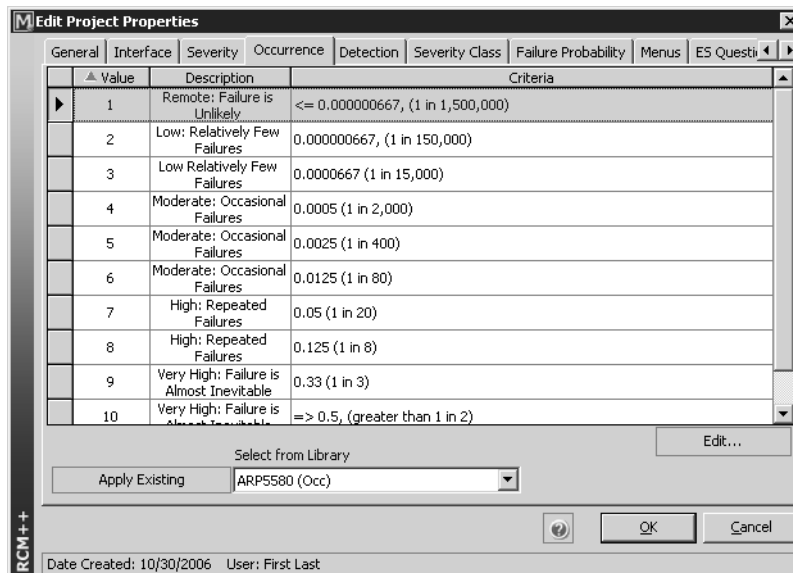 Edit Project Properties
General Interface Severity Occurrence Detection Severity Class Failure Probability Menus ES Questi
Value Description Criteria
1 Remote: Failure is Unlikely <= 0.000000667, (1 in 1,500,000)
2 Low: Relatively Few Failures 0.000000667, (1 in 150,000)
3 Low Relatively Few Failures 0.0000667 (1 in 15,000)
4 Moderate: Occasional Failures 0.0005 (1 in 2,000)
5 Moderate: Occasional Failures 0.0025 (1 in 400)
6 Moderate: Occasional Failures 0.0125 (1 in 80)
7 High: Repeated Failures 0.05 (1 in 20)
8 High: Repeated Failures 0.125 (1 in 8)
9 Very High: Failure is Almost Inevitable 0.33 (1 in 3)
10 Very High: Failure is Almost Inevitable => 0.5, (greater than 1 in 2)
Edit...
Select from Library
Apply Existing ARP5580 (Occ)
? OK Cancel
RCM++
Date Created: 10/30/2006 User: First Last